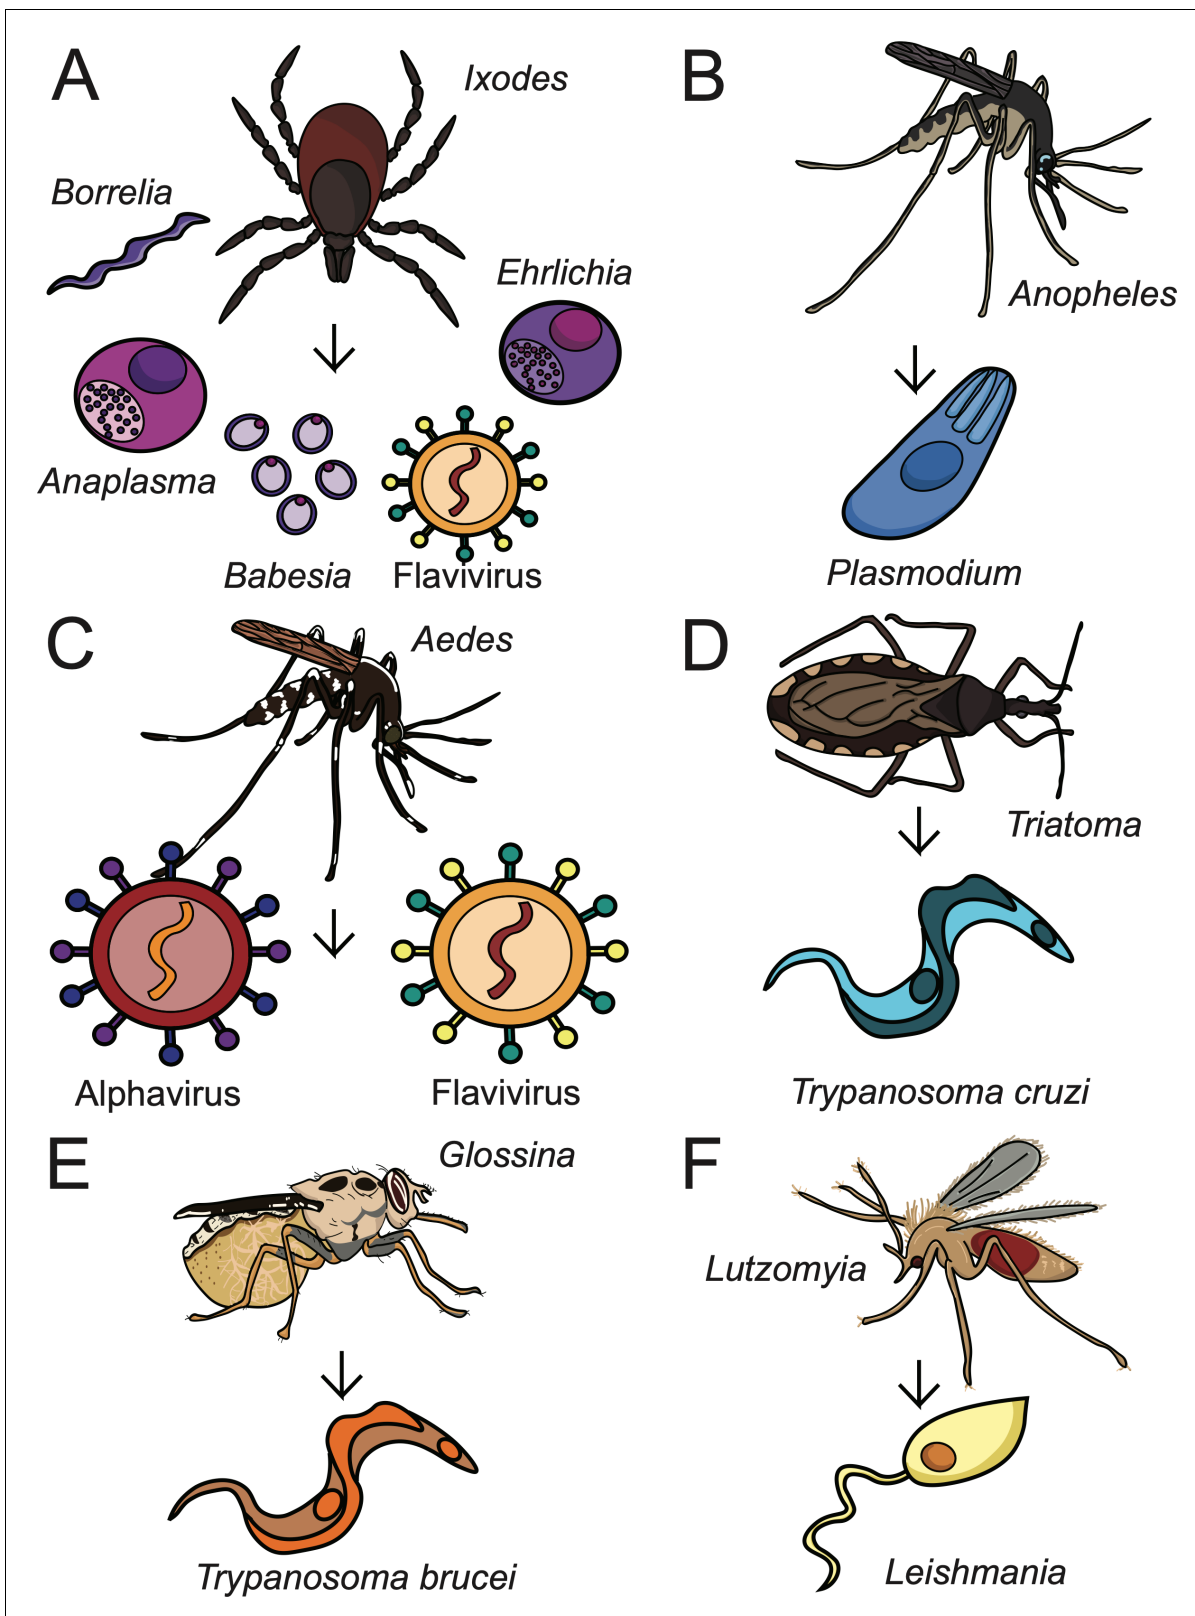 A
Ixodes
Borrelia
Ehrlichia
Anaplasma
Babesia
Flavivirus
B
Anopheles
Plasmodium
C
Aedes
Alphavirus
Flavivirus
D
Triatoma
Trypanosoma cruzi
E
Glossina
Trypanosoma brucei
F
Lutzomyia
Leishmania